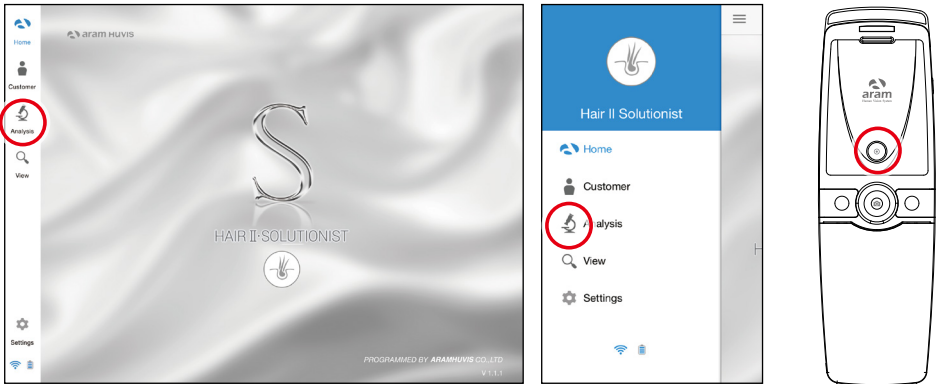 Home
Customer
Analysis
View
Settings
aram HUVIS
S
HAIR II·SOLUTIONIST
PROGRAMMED BY ARAMHUVIS CO.,LTD
V 1.1.1
Hair II Solutionist
Home
Customer
Analysis
View
Settings
H
aram